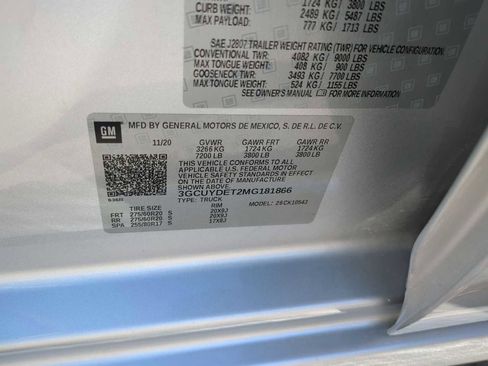 1724 KG / 3800 LBS
CURB WEIGHT: 2489 KG / 5487 LBS
MAX PAYLOAD: 777 KG / 1713 LBS
SAE J2807 TRAILER WEIGHT RATING (TWR) FOR VEHICLE CONFIGURATION
CONVENTIONAL TWR: 4082 KG / 9000 LBS
MAX TONGUE WEIGHT: 408 KG / 900 LBS
GOOSENECK TWR: 3493 KG / 7700 LBS
MAX TONGUE WEIGHT: 524 KG / 1155 LBS
SEE OWNER'S MANUAL FOR MORE INFORMATION
GM
MFD BY GENERAL MOTORS DE MEXICO, S. DE R.L. DE C.V.
11/20 GVWR GAWR FRT GAWR RR
3266 KG 1724 KG 1724 KG
7200 LB 3800 LB 3800 LB
THIS VEHICLE CONFORMS TO ALL
APPLICABLE U.S. FEDERAL MOTOR
VEHICLE SAFETY STANDARDS IN EFFECT
ON THE DATE OF MANUFACTURE
SHOWN ABOVE.
3GCUYDET2MG181866
TYPE: TRUCK MODEL:
TIRE SIZE RIM
FRT 275/60R20 S 20X9J
RR 275/60R20 S 20X9J
SPA 255/80R17 S 17X8J